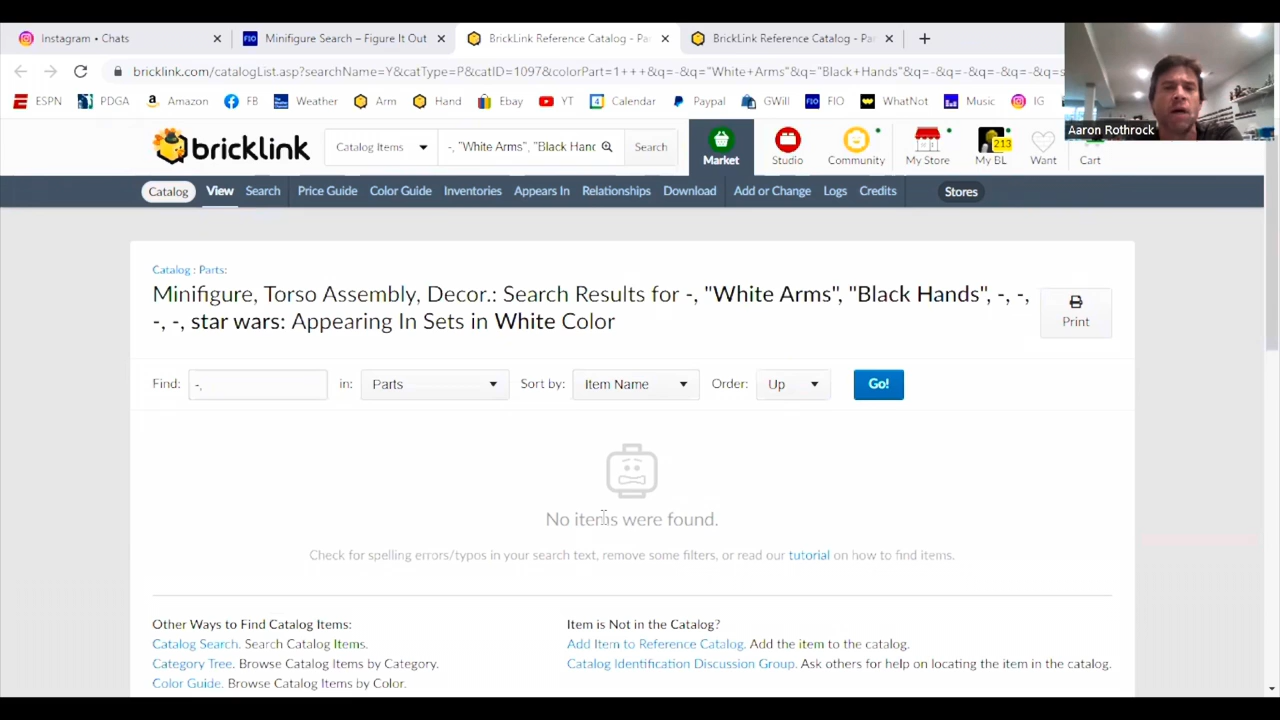 Instagram • Chats
Minifigure Search – Figure It Out
BrickLink Reference Catalog - Pa
BrickLink Reference Catalog - Pa
bricklink.com/catalogList.asp?searchName=Y&catType=P&catID=1097&colorPart=1+++&q=-&q="White+Arms"&q="Black+Hands"&q=-&q=-&q=-&q=-&q=s
Aaron Rothrock
ESPN PDGA Amazon FB Weather Arm Hand Ebay YT Calendar Paypal GWill FIO WhatNot Music IG
bricklink
Catalog Items
-, "White Arms", "Black Hanc
Search
Market
Studio
Community
My Store
213
My BL
Want
Cart
Catalog View Search Price Guide Color Guide Inventories Appears In Relationships Download Add or Change Logs Credits Stores
Catalog : Parts:
Minifigure, Torso Assembly, Decor.: Search Results for -, "White Arms", "Black Hands", -, -,
-, -, star wars: Appearing In Sets in White Color
Print
Find: -, in: Parts Sort by: Item Name Order: Up Go!
No items were found.
Check for spelling errors/typos in your search text, remove some filters, or read our tutorial on how to find items.
Other Ways to Find Catalog Items:
Catalog Search. Search Catalog Items.
Category Tree. Browse Catalog Items by Category.
Color Guide. Browse Catalog Items by Color.
Item is Not in the Catalog?
Add Item to Reference Catalog. Add the item to the catalog.
Catalog Identification Discussion Group. Ask others for help on locating the item in the catalog.